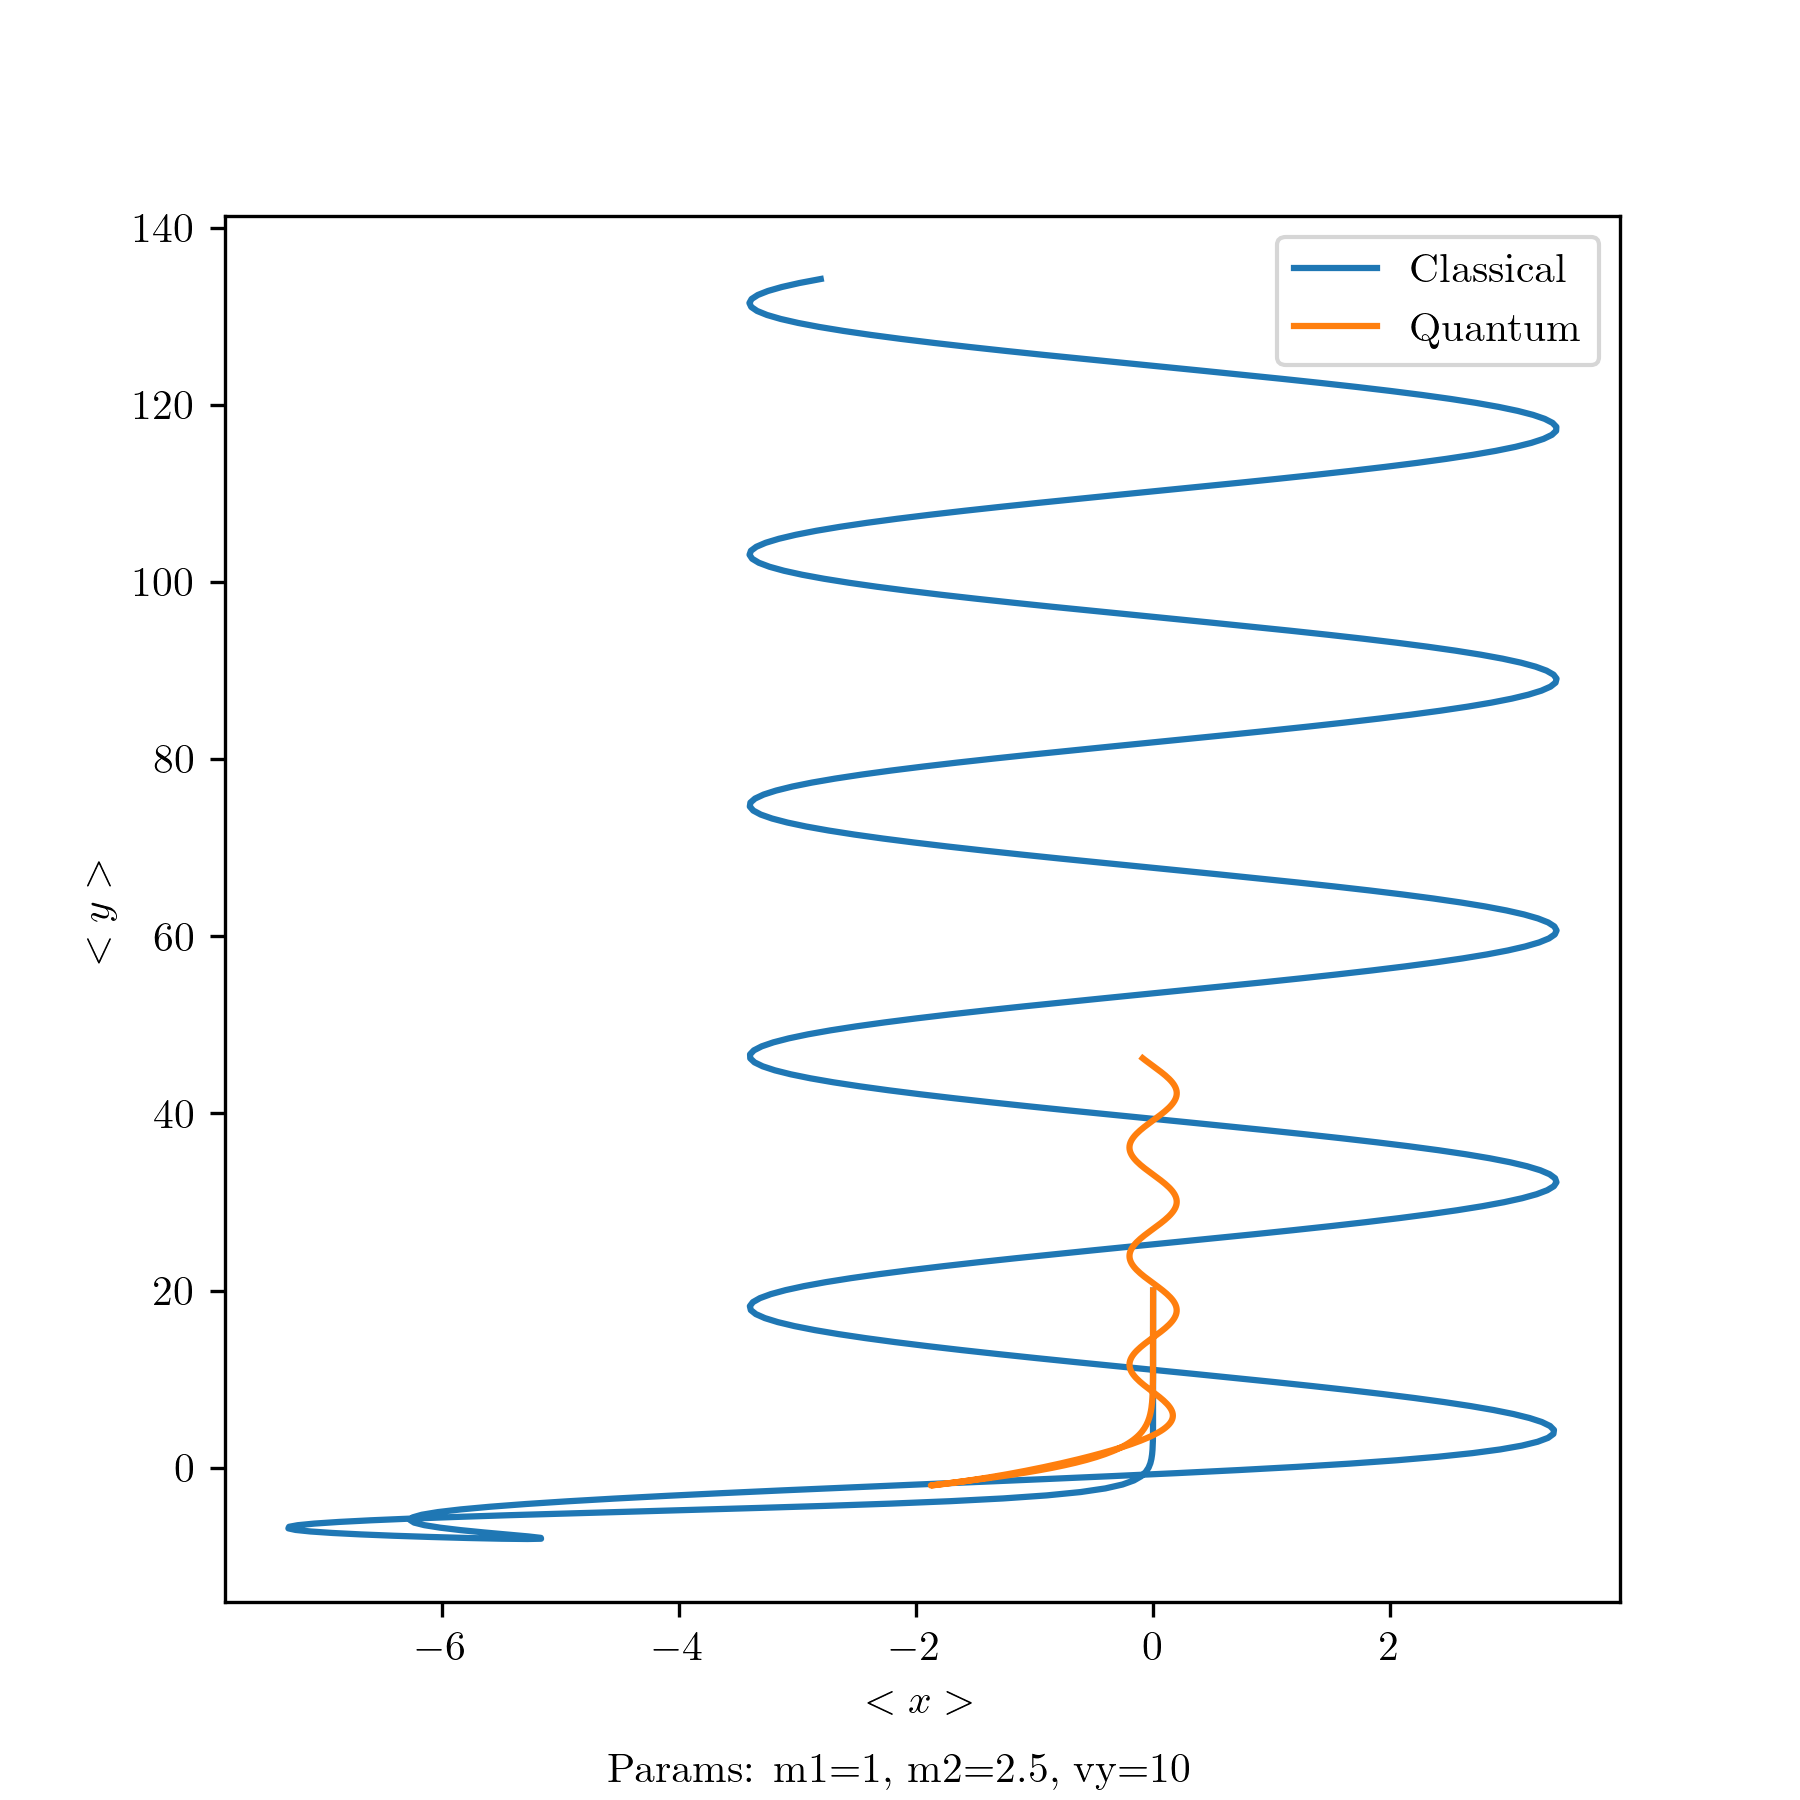 140
120
100
80
60
40
20
0
< y >
Classical
Quantum
−6 −4 −2 0 2
< x >
Params: m1=1, m2=2.5, vy=10